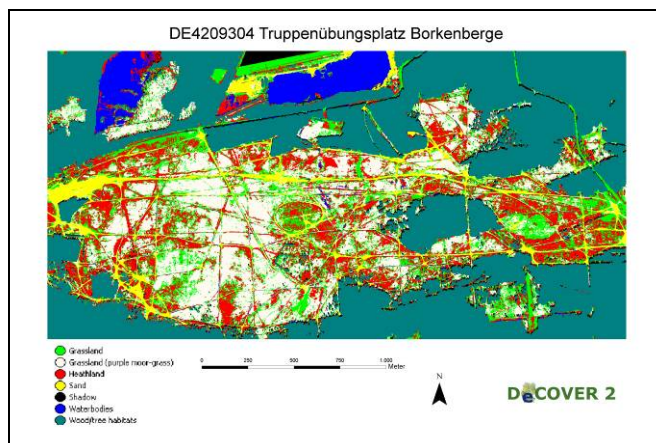 DE4209304 Truppenübungsplatz Borkenberge
Grassland
Grassland (purple moor-grass)
Heathland
Sand
Shadow
Waterbodies
Wood/tree habitats
0 250 500 750 1.000
Meter
N
DeCOVER 2